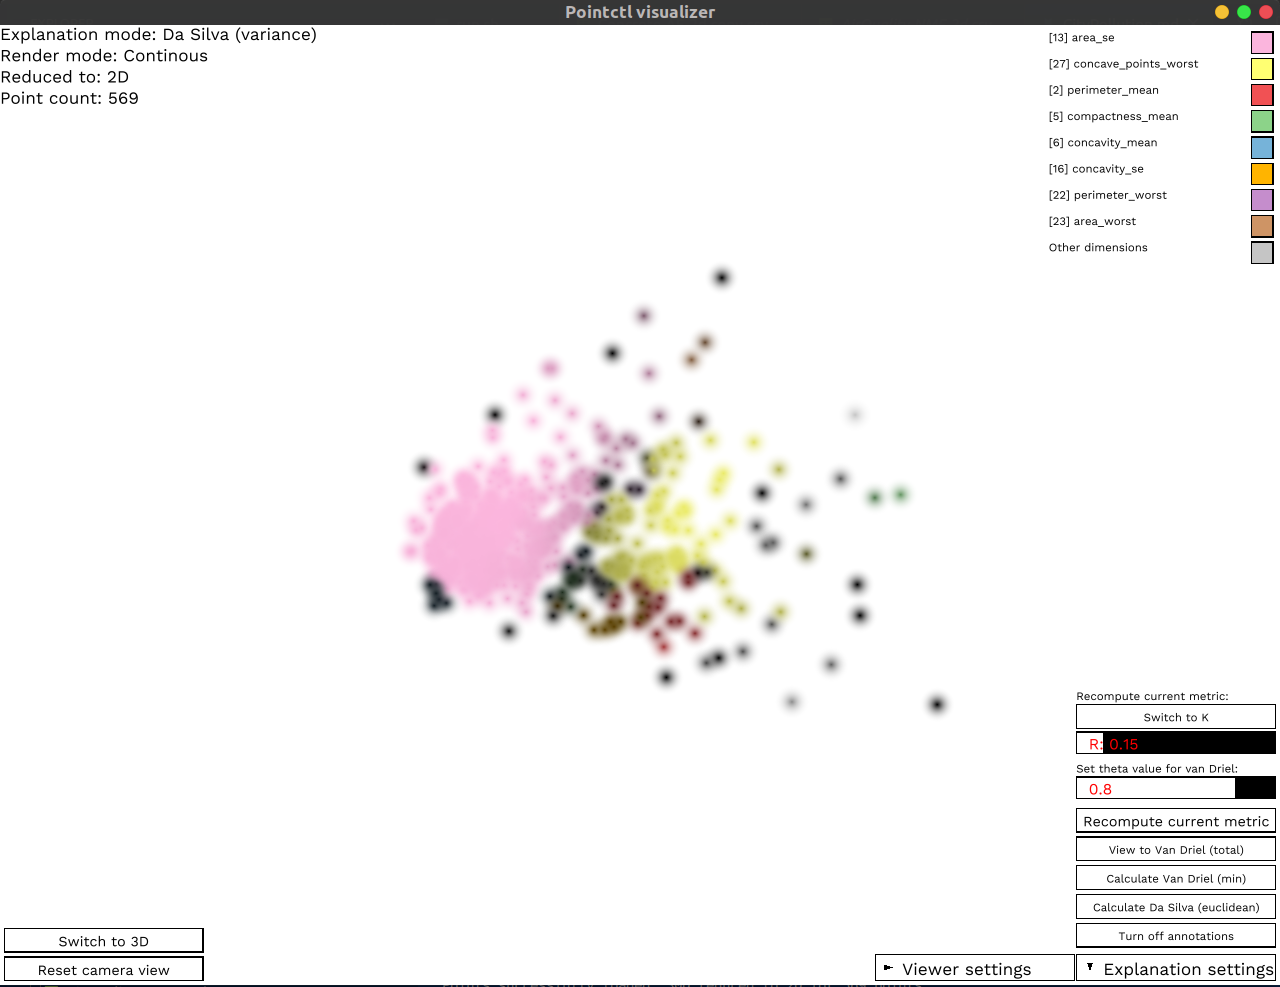 Pointctl visualizer
Explanation mode: Da Silva (variance)
Render mode: Continous
Reduced to: 2D
Point count: 569
[13] area_se
[27] concave_points_worst
[2] perimeter_mean
[5] compactness_mean
[6] concavity_mean
[16] concavity_se
[22] perimeter_worst
[23] area_worst
Other dimensions
Recompute current metric:
Switch to K
R: 0.15
Set theta value for van Driel:
0.8
Recompute current metric
View to Van Driel (total)
Calculate Van Driel (min)
Calculate Da Silva (euclidean)
Turn off annotations
Switch to 3D
Reset camera view
Viewer settings
Explanation settings